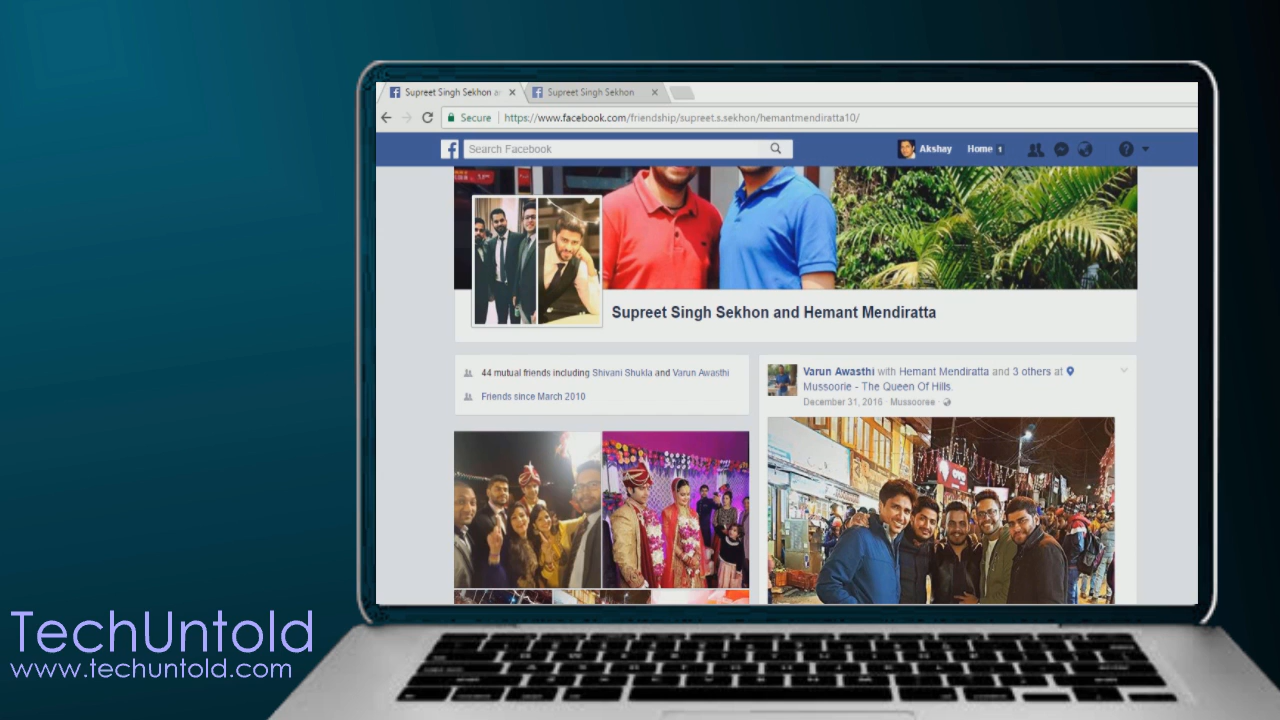 Supreet Singh Sekhon a
Supreet Singh Sekhon
Secure
https://www.facebook.com/friendship/supreet.s.sekhon/hemantmendiratta10/
Search Facebook
Akshay
Home 1
Supreet Singh Sekhon and Hemant Mendiratta
44 mutual friends including Shivani Shukla and Varun Awasthi
Friends since March 2010
Varun Awasthi with Hemant Mendiratta and 3 others at
Mussoorie - The Queen Of Hills.
December 31, 2016 · Mussooree ·
OYO
TechUntold
www.techuntold.com